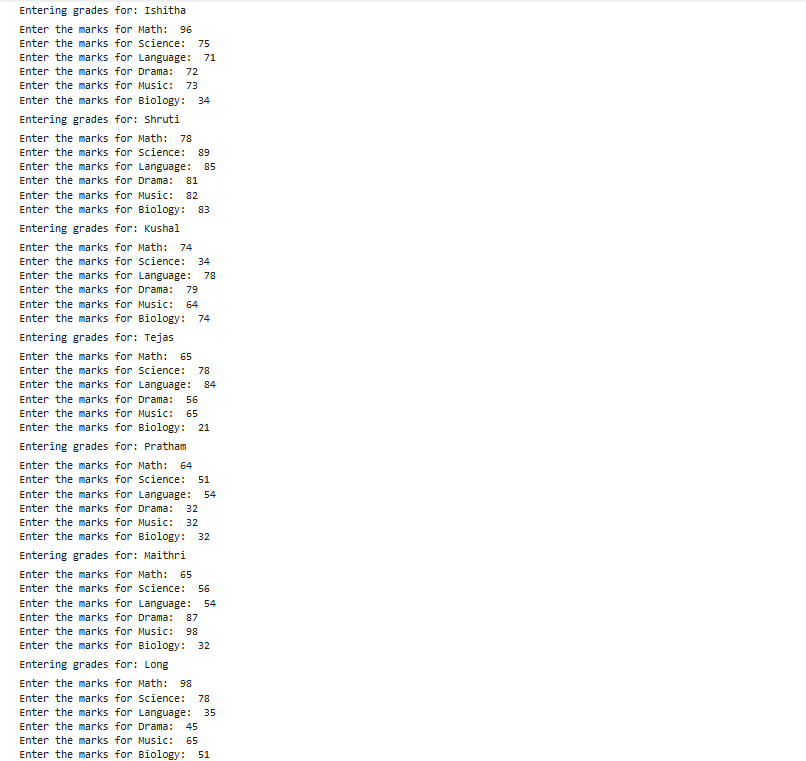 Entering grades for: Ishitha
Enter the marks for Math:  96
Enter the marks for Science:  75
Enter the marks for Language:  71
Enter the marks for Drama:  72
Enter the marks for Music:  73
Enter the marks for Biology:  34
Entering grades for: Shruti
Enter the marks for Math:  78
Enter the marks for Science:  89
Enter the marks for Language:  85
Enter the marks for Drama:  81
Enter the marks for Music:  82
Enter the marks for Biology:  83
Entering grades for: Kushal
Enter the marks for Math:  74
Enter the marks for Science:  34
Enter the marks for Language:  78
Enter the marks for Drama:  79
Enter the marks for Music:  64
Enter the marks for Biology:  74
Entering grades for: Tejas
Enter the marks for Math:  65
Enter the marks for Science:  78
Enter the marks for Language:  84
Enter the marks for Drama:  56
Enter the marks for Music:  65
Enter the marks for Biology:  21
Entering grades for: Pratham
Enter the marks for Math:  64
Enter the marks for Science:  51
Enter the marks for Language:  54
Enter the marks for Drama:  32
Enter the marks for Music:  32
Enter the marks for Biology:  32
Entering grades for: Maithri
Enter the marks for Math:  65
Enter the marks for Science:  56
Enter the marks for Language:  54
Enter the marks for Drama:  87
Enter the marks for Music:  98
Enter the marks for Biology:  32
Entering grades for: Long
Enter the marks for Math:  98
Enter the marks for Science:  78
Enter the marks for Language:  35
Enter the marks for Drama:  45
Enter the marks for Music:  65
Enter the marks for Biology:  51